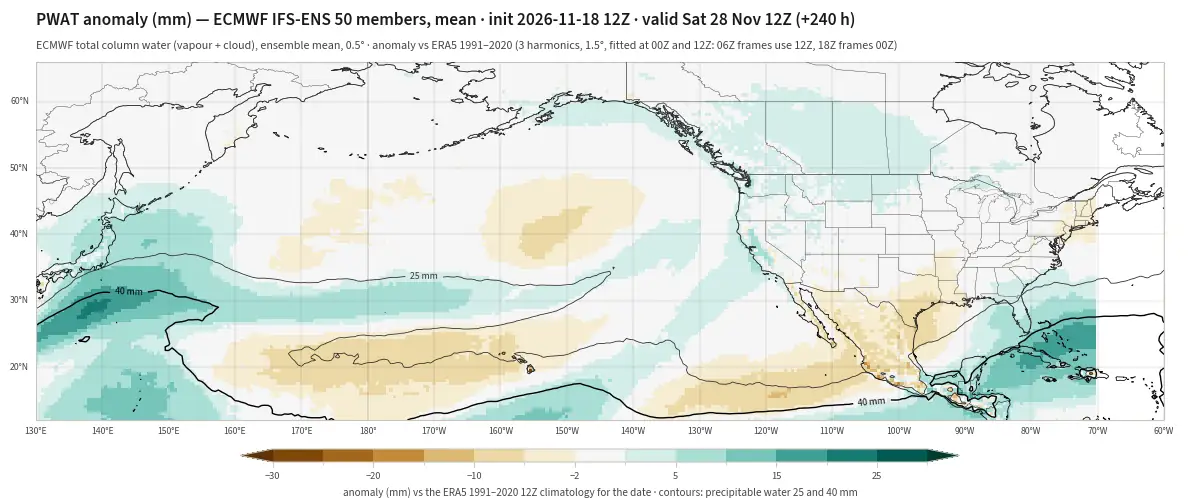 PWAT anomaly (mm) — ECMWF IFS-ENS 50 members, mean · init 2026-11-18 12Z · valid Sat 28 Nov 12Z (+240 h)
ECMWF total column water (vapour + cloud), ensemble mean, 0.5° · anomaly vs ERA5 1991–2020 (3 harmonics, 1.5°, fitted at 00Z and 12Z: 06Z frames use 12Z, 18Z frames 00Z)
60°N
50°N
40°N
30°N
20°N
25 mm
40 mm
40 mm
130°E 140°E 150°E 160°E 170°E 180° 170°W 160°W 150°W 140°W 130°W 120°W 110°W 100°W 90°W 80°W 70°W 60°W
−30 −20 −10 −2 5 15 25
anomaly (mm) vs the ERA5 1991–2020 12Z climatology for the date · contours: precipitable water 25 and 40 mm